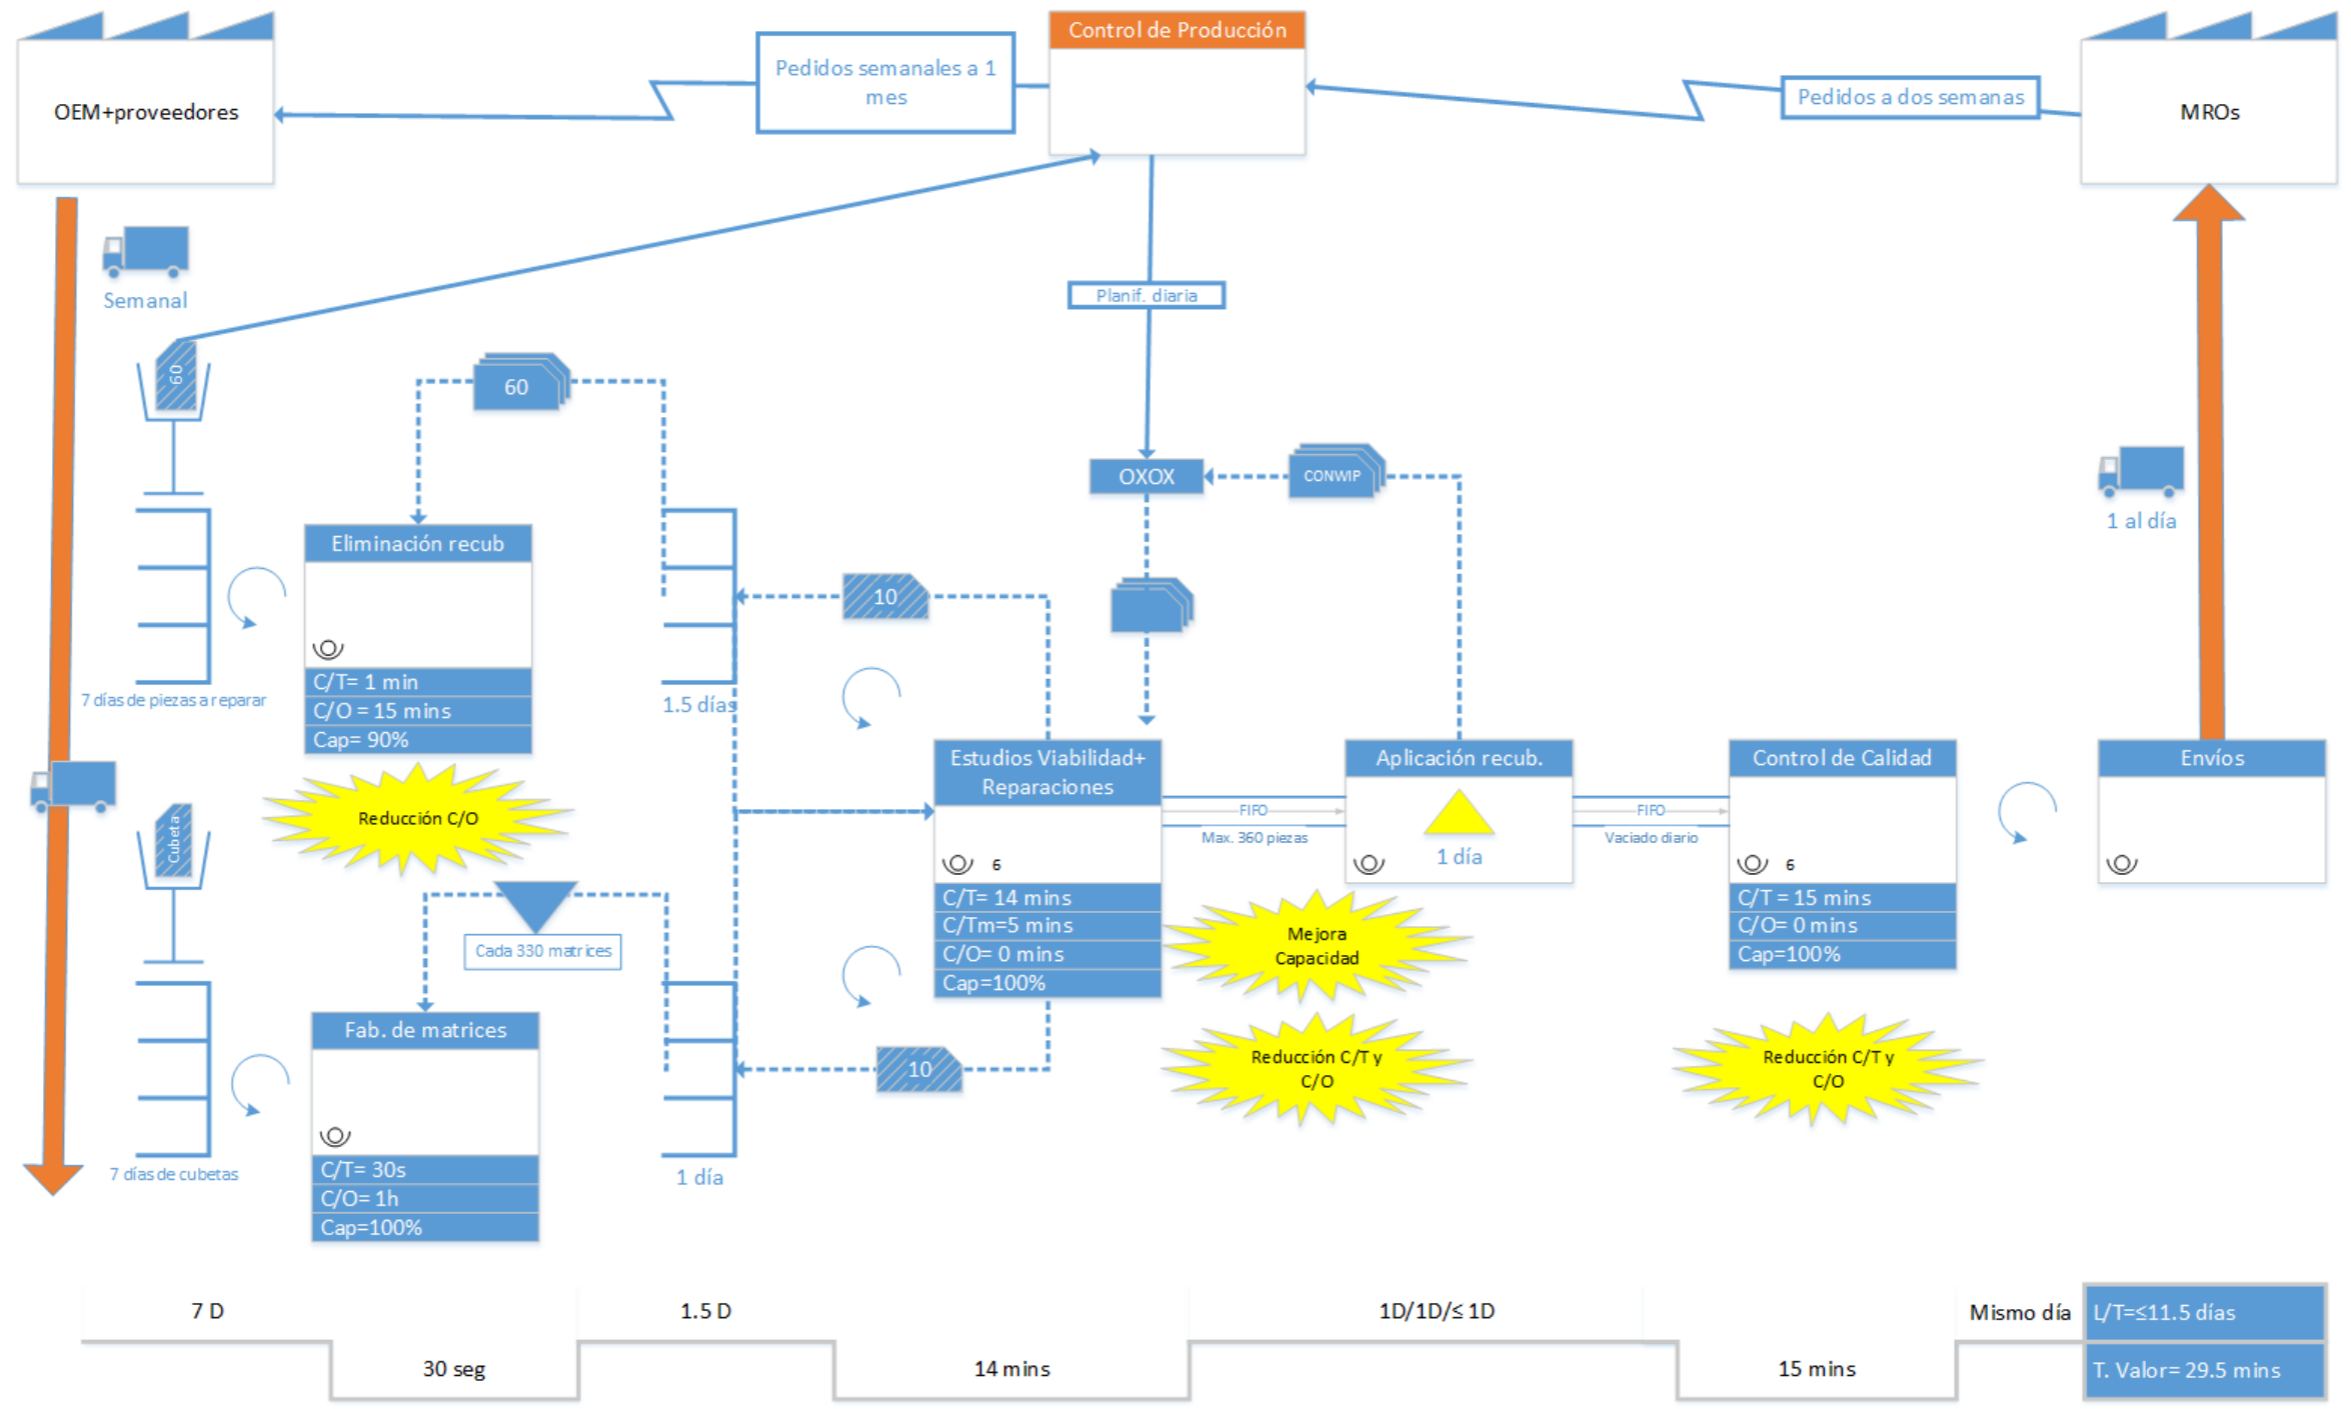 Control de Producción
OEM+proveedores
Pedidos semanales a 1
mes
Pedidos a dos semanas
MROs
Semanal
Planif. diaria
60
60
OXOX
CONWIP
1 al día
Eliminación recub
C/T= 1 min
C/O = 15 mins
Cap= 90%
10
7 días de piezas a reparar
1.5 días
Reducción C/O
Cubeta
Estudios Viabilidad+
Reparaciones
6
C/T= 14 mins
C/Tm=5 mins
C/O= 0 mins
Cap=100%
FIFO
Max. 360 piezas
Aplicación recub.
1 día
FIFO
Vaciado diario
Control de Calidad
6
C/T = 15 mins
C/O= 0 mins
Cap=100%
Envíos
Cada 330 matrices
Mejora
Capacidad
Fab. de matrices
C/T= 30s
C/O= 1h
Cap=100%
10
Reducción C/T y
C/O
Reducción C/T y
C/O
7 días de cubetas
1 día
7 D
1.5 D
1D/1D/≤ 1D
Mismo día
L/T=≤11.5 días
30 seg
14 mins
15 mins
T. Valor= 29.5 mins